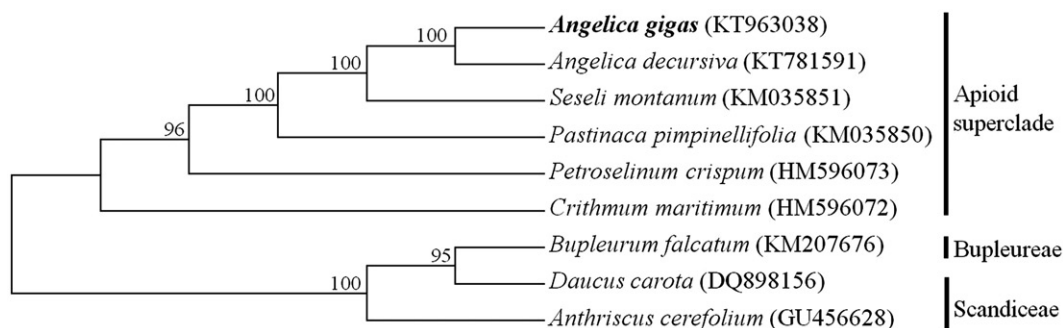 Angelica gigas (KT963038)
100
Angelica decursiva (KT781591)
100
Seseli montanum (KM035851)
100
Apioid
superclade
Pastinaca pimpinellifolia (KM035850)
96
Petroselinum crispum (HM596073)
Crithmum maritimum (HM596072)
Bupleurum falcatum (KM207676)
Bupleureae
95
Daucus carota (DQ898156)
100
Scandiceae
Anthriscus cerefolium (GU456628)